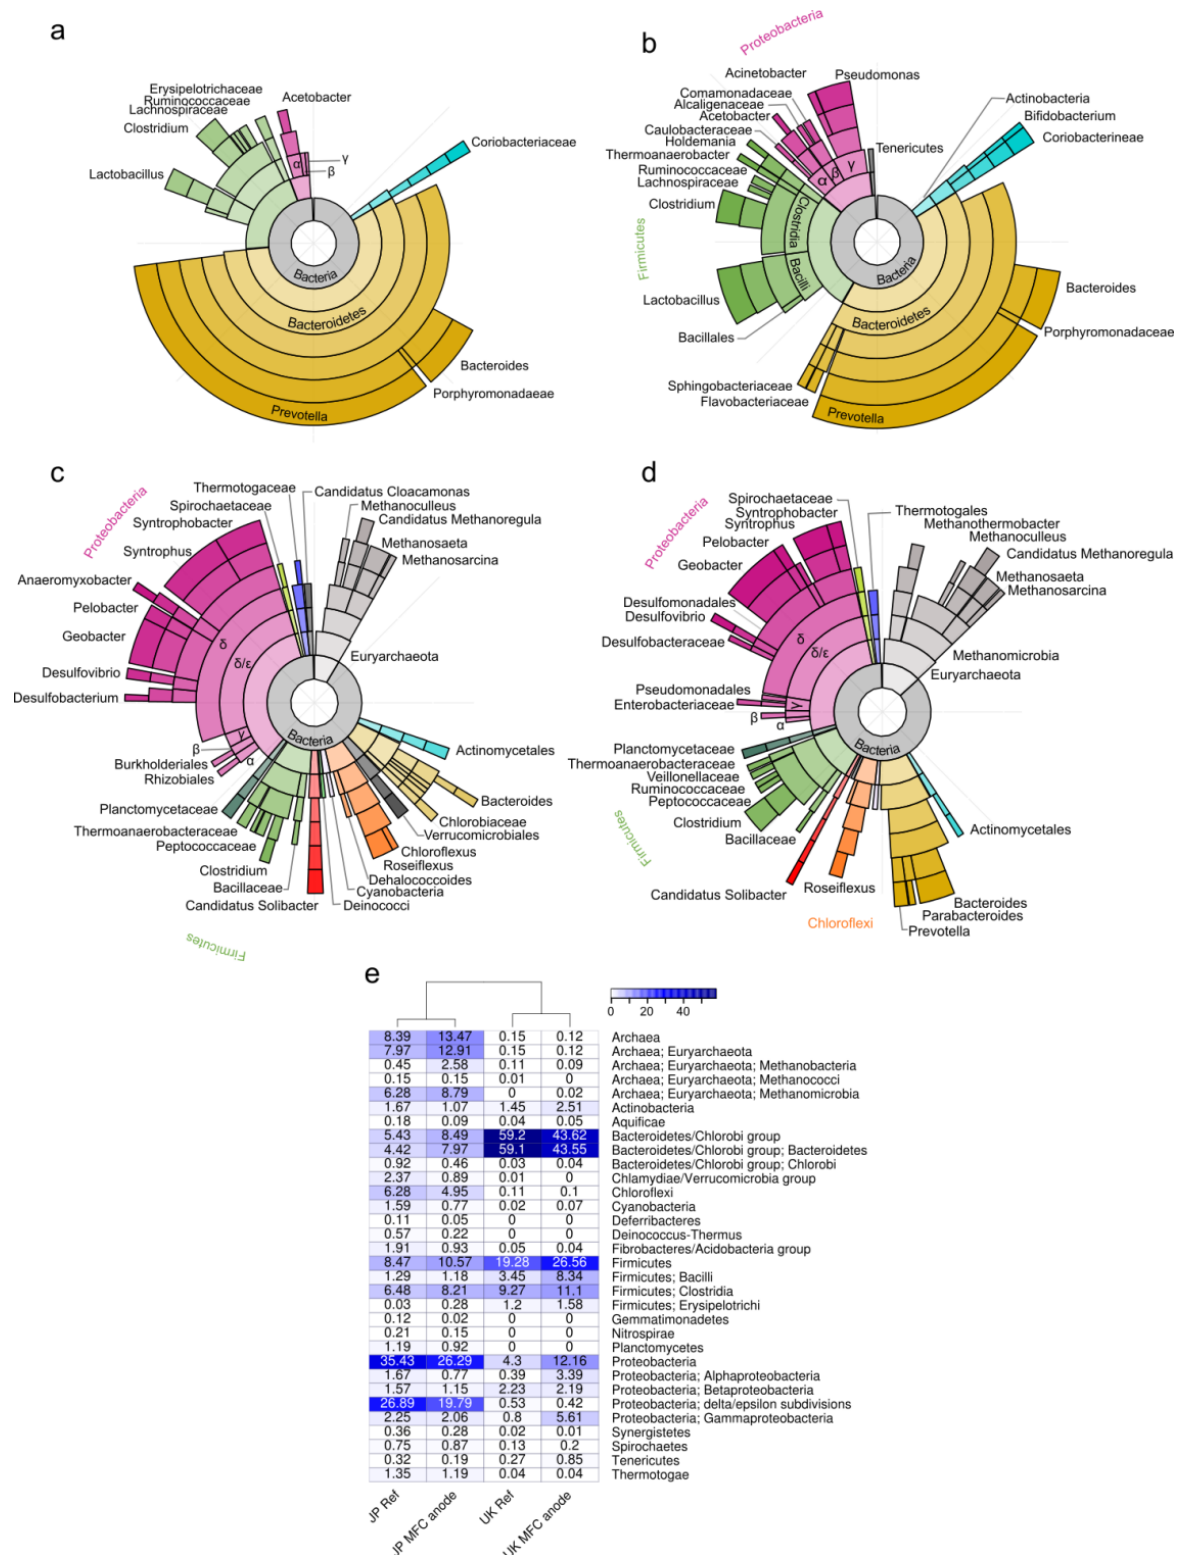 a
Erysipelotrichaceae
Ruminococcaceae
Lachnospiraceae
Clostridium
Lactobacillus
Acetobacter
α
γ
β
Coriobacteriaceae
Bacteria
Bacteroidetes
Prevotella
Bacteroides
Porphyromonadaeae
b
Proteobacteria
Acinetobacter
Pseudomonas
Comamonadaceae
Alcaligenaceae
Acetobacter
Caulobacteraceae
Holdemania
Thermoanaerobacter
Ruminococcaceae
Lachnospiraceae
Clostridium
Firmicutes
Lactobacillus
Bacillales
Clostridia
Bacilli
α
β
γ
Tenericutes
Actinobacteria
Bifidobacterium
Coriobacterineae
Bacteria
Bacteroidetes
Bacteroides
Porphyromonadaceae
Sphingobacteriaceae
Flavobacteriaceae
Prevotella
c
Proteobacteria
Thermotogaceae
Spirochaetaceae
Syntrophobacter
Syntrophus
Anaeromyxobacter
Pelobacter
Geobacter
Desulfovibrio
Desulfobacterium
δ
δ/ε
γ
β
α
Burkholderiales
Rhizobiales
Planctomycetaceae
Thermoanaerobacteraceae
Peptococcaceae
Clostridium
Bacillaceae
Candidatus Solibacter
Firmicutes
Candidatus Cloacamonas
Methanoculleus
Candidatus Methanoregula
Methanosaeta
Methanosarcina
Euryarchaeota
Bacteria
Actinomycetales
Bacteroides
Chlorobiaceae
Verrucomicrobiales
Chloroflexus
Roseiflexus
Dehalococcoides
Cyanobacteria
Deinococci
d
Proteobacteria
Spirochaetaceae
Syntrophobacter
Syntrophus
Pelobacter
Geobacter
Desulfomonadales
Desulfovibrio
Desulfobacteraceae
δ
δ/ε
Pseudomonadales
Enterobacteriaceae
γ
β
α
Planctomycetaceae
Thermoanaerobacteraceae
Veillonellaceae
Ruminococcaceae
Peptococcaceae
Clostridium
Bacillaceae
Firmicutes
Candidatus Solibacter
Roseiflexus
Chloroflexi
Thermotogales
Methanothermobacter
Methanoculleus
Candidatus Methanoregula
Methanosaeta
Methanosarcina
Methanomicrobia
Euryarchaeota
Bacteria
Actinomycetales
Bacteroides
Parabacteroides
Prevotella
e
0 20 40
8.39 13.47 0.15 0.12 Archaea
7.97 12.91 0.15 0.12 Archaea; Euryarchaeota
0.45 2.58 0.11 0.09 Archaea; Euryarchaeota; Methanobacteria
0.15 0.15 0.01 0 Archaea; Euryarchaeota; Methanococci
6.28 8.79 0 0.02 Archaea; Euryarchaeota; Methanomicrobia
1.67 1.07 1.45 2.51 Actinobacteria
0.18 0.09 0.04 0.05 Aquificae
5.43 8.49 59.2 43.62 Bacteroidetes/Chlorobi group
4.42 7.97 59.1 43.55 Bacteroidetes/Chlorobi group; Bacteroidetes
0.92 0.46 0.03 0.04 Bacteroidetes/Chlorobi group; Chlorobi
2.37 0.89 0.01 0 Chlamydiae/Verrucomicrobia group
6.28 4.95 0.11 0.1 Chloroflexi
1.59 0.77 0.02 0.07 Cyanobacteria
0.11 0.05 0 0 Deferribacteres
0.57 0.22 0 0 Deinococcus-Thermus
1.91 0.93 0.05 0.04 Fibrobacteres/Acidobacteria group
8.47 10.57 19.28 26.56 Firmicutes
1.29 1.18 3.45 8.34 Firmicutes; Bacilli
6.48 8.21 9.27 11.1 Firmicutes; Clostridia
0.03 0.28 1.2 1.58 Firmicutes; Erysipelotrichi
0.12 0.02 0 0 Gemmatimonadetes
0.21 0.15 0 0 Nitrospirae
1.19 0.92 0 0 Planctomycetes
35.43 26.29 4.3 12.16 Proteobacteria
1.67 0.77 0.39 3.39 Proteobacteria; Alphaproteobacteria
1.57 1.15 2.23 2.19 Proteobacteria; Betaproteobacteria
26.89 19.79 0.53 0.42 Proteobacteria; delta/epsilon subdivisions
2.25 2.06 0.8 5.61 Proteobacteria; Gammaproteobacteria
0.36 0.28 0.02 0.01 Synergistetes
0.75 0.87 0.13 0.2 Spirochaetes
0.32 0.19 0.27 0.85 Tenericutes
1.35 1.19 0.04 0.04 Thermotogae
JP Ref
JP MFC anode
UK Ref
UK MFC anode